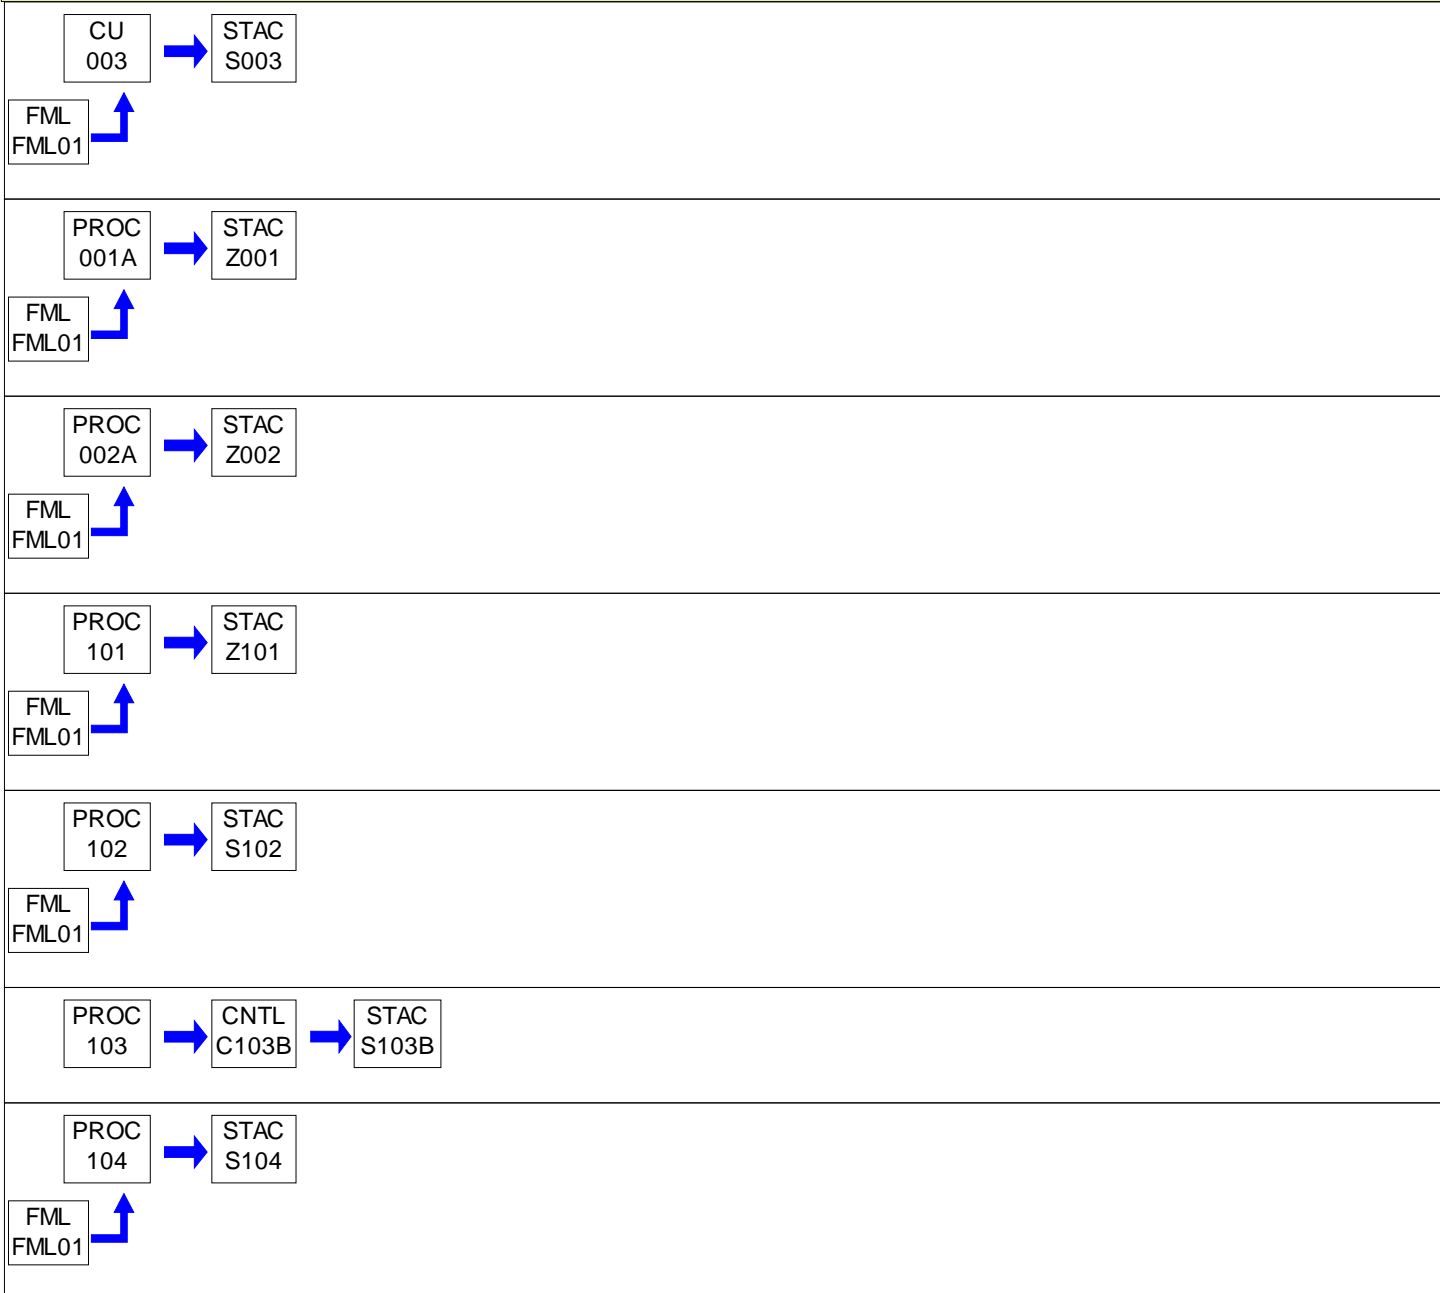 CU
003
STAC
S003
FML
FML01
PROC
001A
STAC
Z001
FML
FML01
PROC
002A
STAC
Z002
FML
FML01
PROC
101
STAC
Z101
FML
FML01
PROC
102
STAC
S102
FML
FML01
PROC
103
CNTL
C103B
STAC
S103B
PROC
104
STAC
S104
FML
FML01